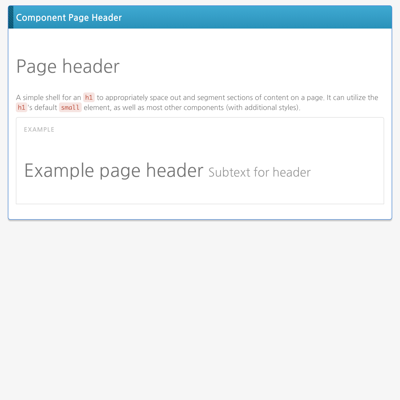 Component Page Header
Page header
A simple shell for an h1 to appropriately space out and segment sections of content on a page. It can utilize the
h1's default small element, as well as most other components (with additional styles).
EXAMPLE
Example page header Subtext for header